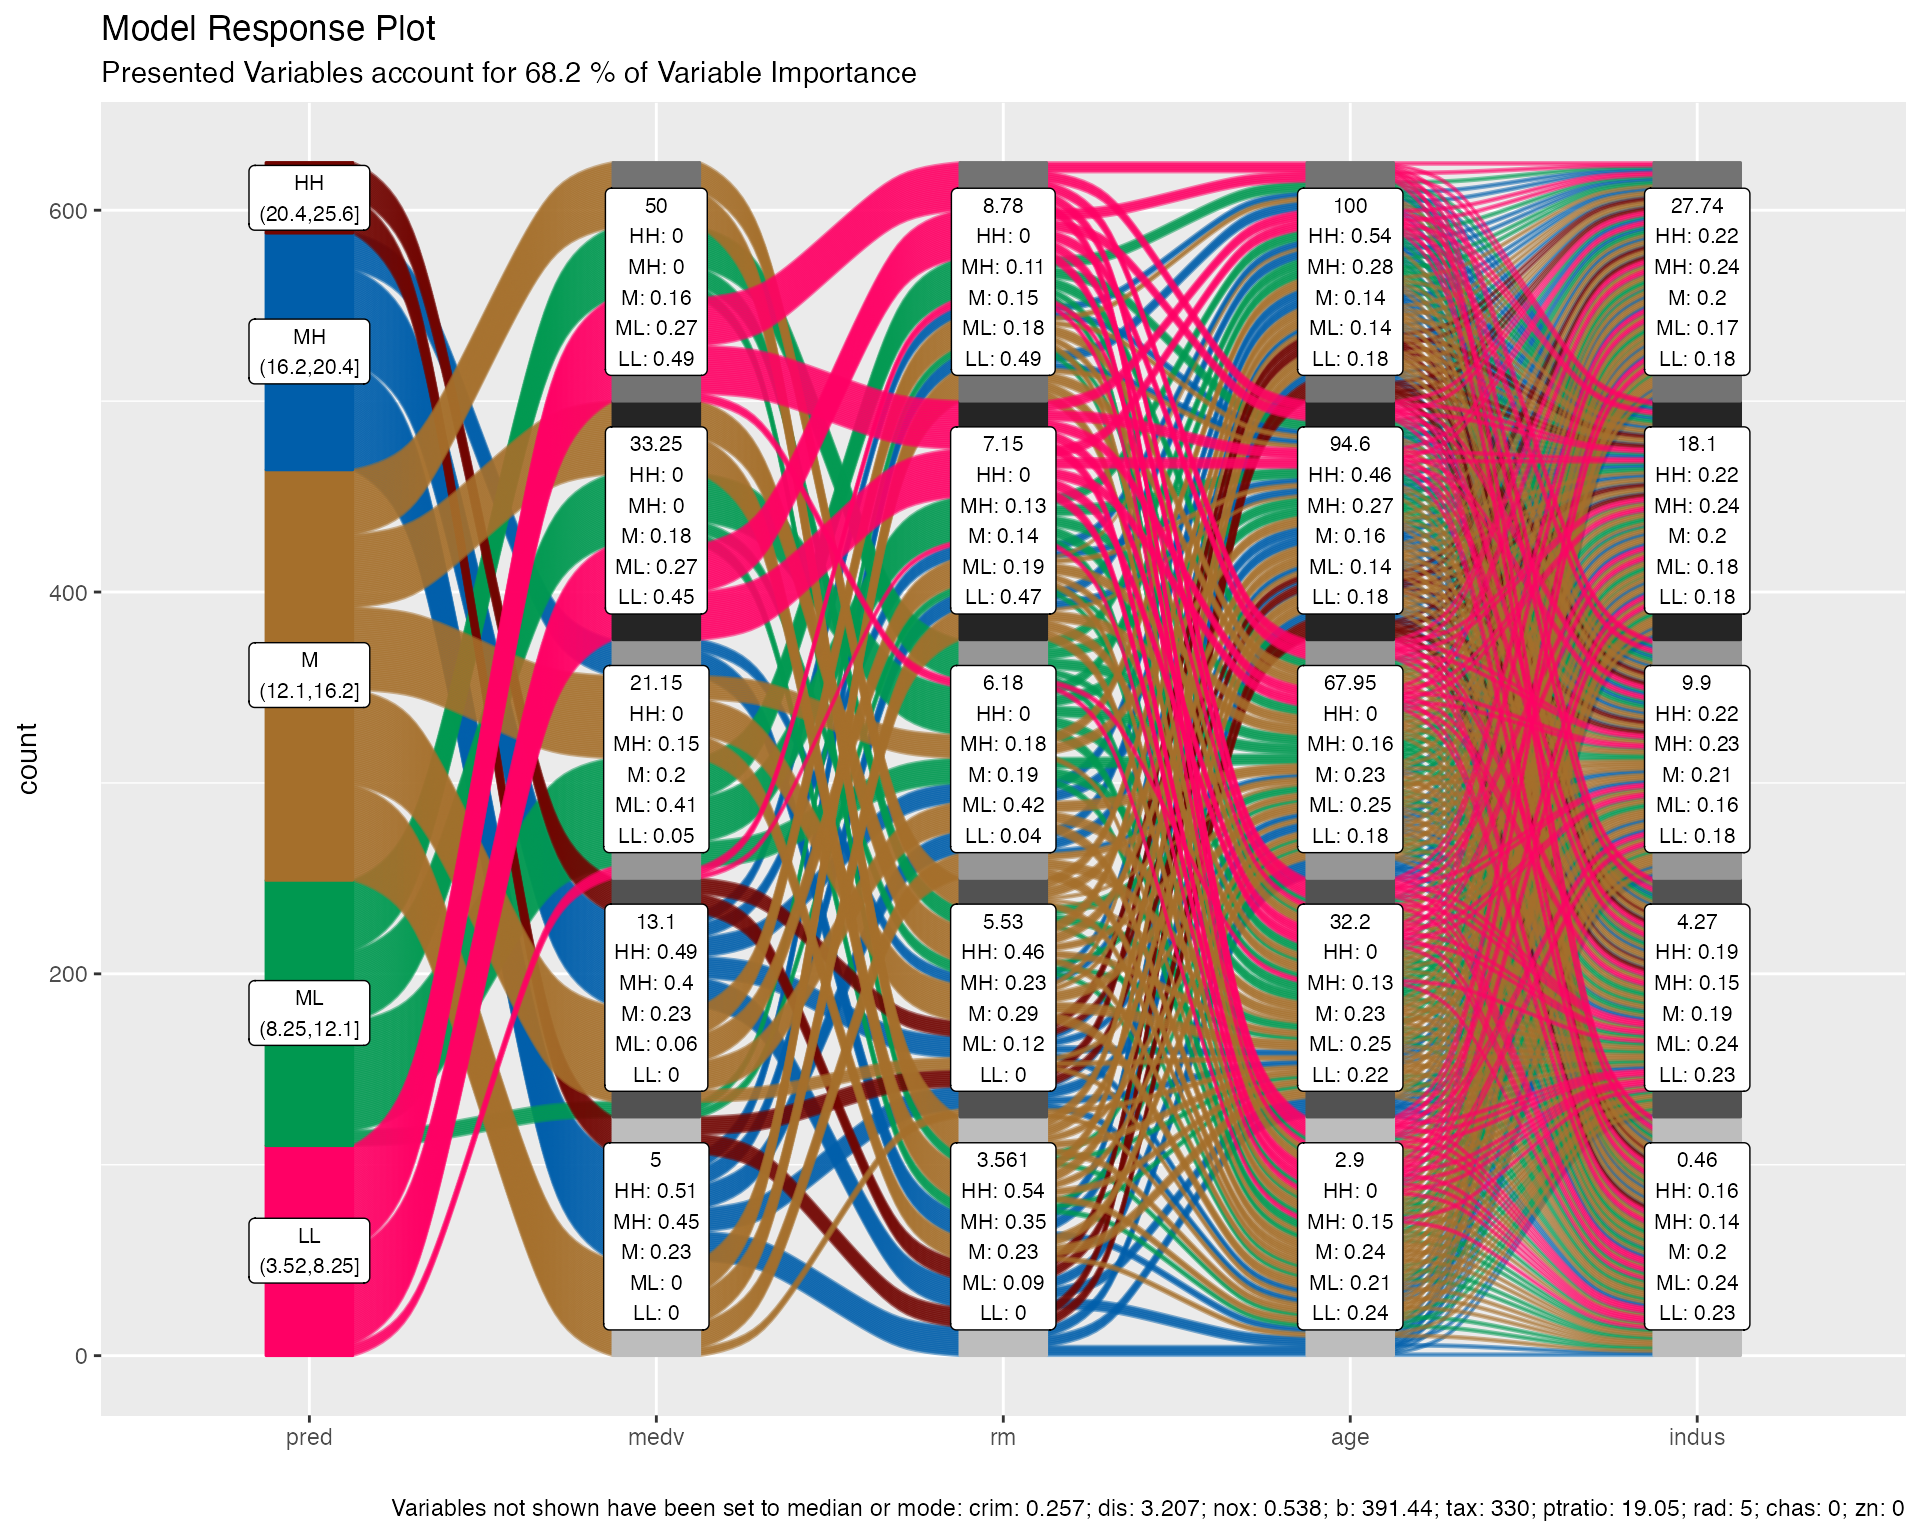 Model Response Plot
Presented Variables account for 68.2 % of Variable Importance
count
600
400
200
0
HH
(20.4,25.6]
MH
(16.2,20.4]
M
(12.1,16.2]
ML
(8.25,12.1]
LL
(3.52,8.25]
50
HH: 0
MH: 0
M: 0.16
ML: 0.27
LL: 0.49
33.25
HH: 0
MH: 0
M: 0.18
ML: 0.27
LL: 0.45
21.15
HH: 0
MH: 0.15
M: 0.2
ML: 0.41
LL: 0.05
13.1
HH: 0.49
MH: 0.4
M: 0.23
ML: 0.06
LL: 0
5
HH: 0.51
MH: 0.45
M: 0.23
ML: 0
LL: 0
8.78
HH: 0
MH: 0.11
M: 0.15
ML: 0.18
LL: 0.49
7.15
HH: 0
MH: 0.13
M: 0.14
ML: 0.19
LL: 0.47
6.18
HH: 0
MH: 0.18
M: 0.19
ML: 0.42
LL: 0.04
5.53
HH: 0.46
MH: 0.23
M: 0.29
ML: 0.12
LL: 0
3.561
HH: 0.54
MH: 0.35
M: 0.23
ML: 0.09
LL: 0
100
HH: 0.54
MH: 0.28
M: 0.14
ML: 0.14
LL: 0.18
94.6
HH: 0.46
MH: 0.27
M: 0.16
ML: 0.14
LL: 0.18
67.95
HH: 0
MH: 0.16
M: 0.23
ML: 0.25
LL: 0.18
32.2
HH: 0
MH: 0.13
M: 0.23
ML: 0.25
LL: 0.22
2.9
HH: 0
MH: 0.15
M: 0.24
ML: 0.21
LL: 0.24
27.74
HH: 0.22
MH: 0.24
M: 0.2
ML: 0.17
LL: 0.18
18.1
HH: 0.22
MH: 0.24
M: 0.2
ML: 0.18
LL: 0.18
9.9
HH: 0.22
MH: 0.23
M: 0.21
ML: 0.16
LL: 0.18
4.27
HH: 0.19
MH: 0.15
M: 0.19
ML: 0.24
LL: 0.23
0.46
HH: 0.16
MH: 0.14
M: 0.2
ML: 0.24
LL: 0.23
pred
medv
rm
age
indus
Variables not shown have been set to median or mode: crim: 0.257; dis: 3.207; nox: 0.538; b: 391.44; tax: 330; ptratio: 19.05; rad: 5; chas: 0; zn: 0